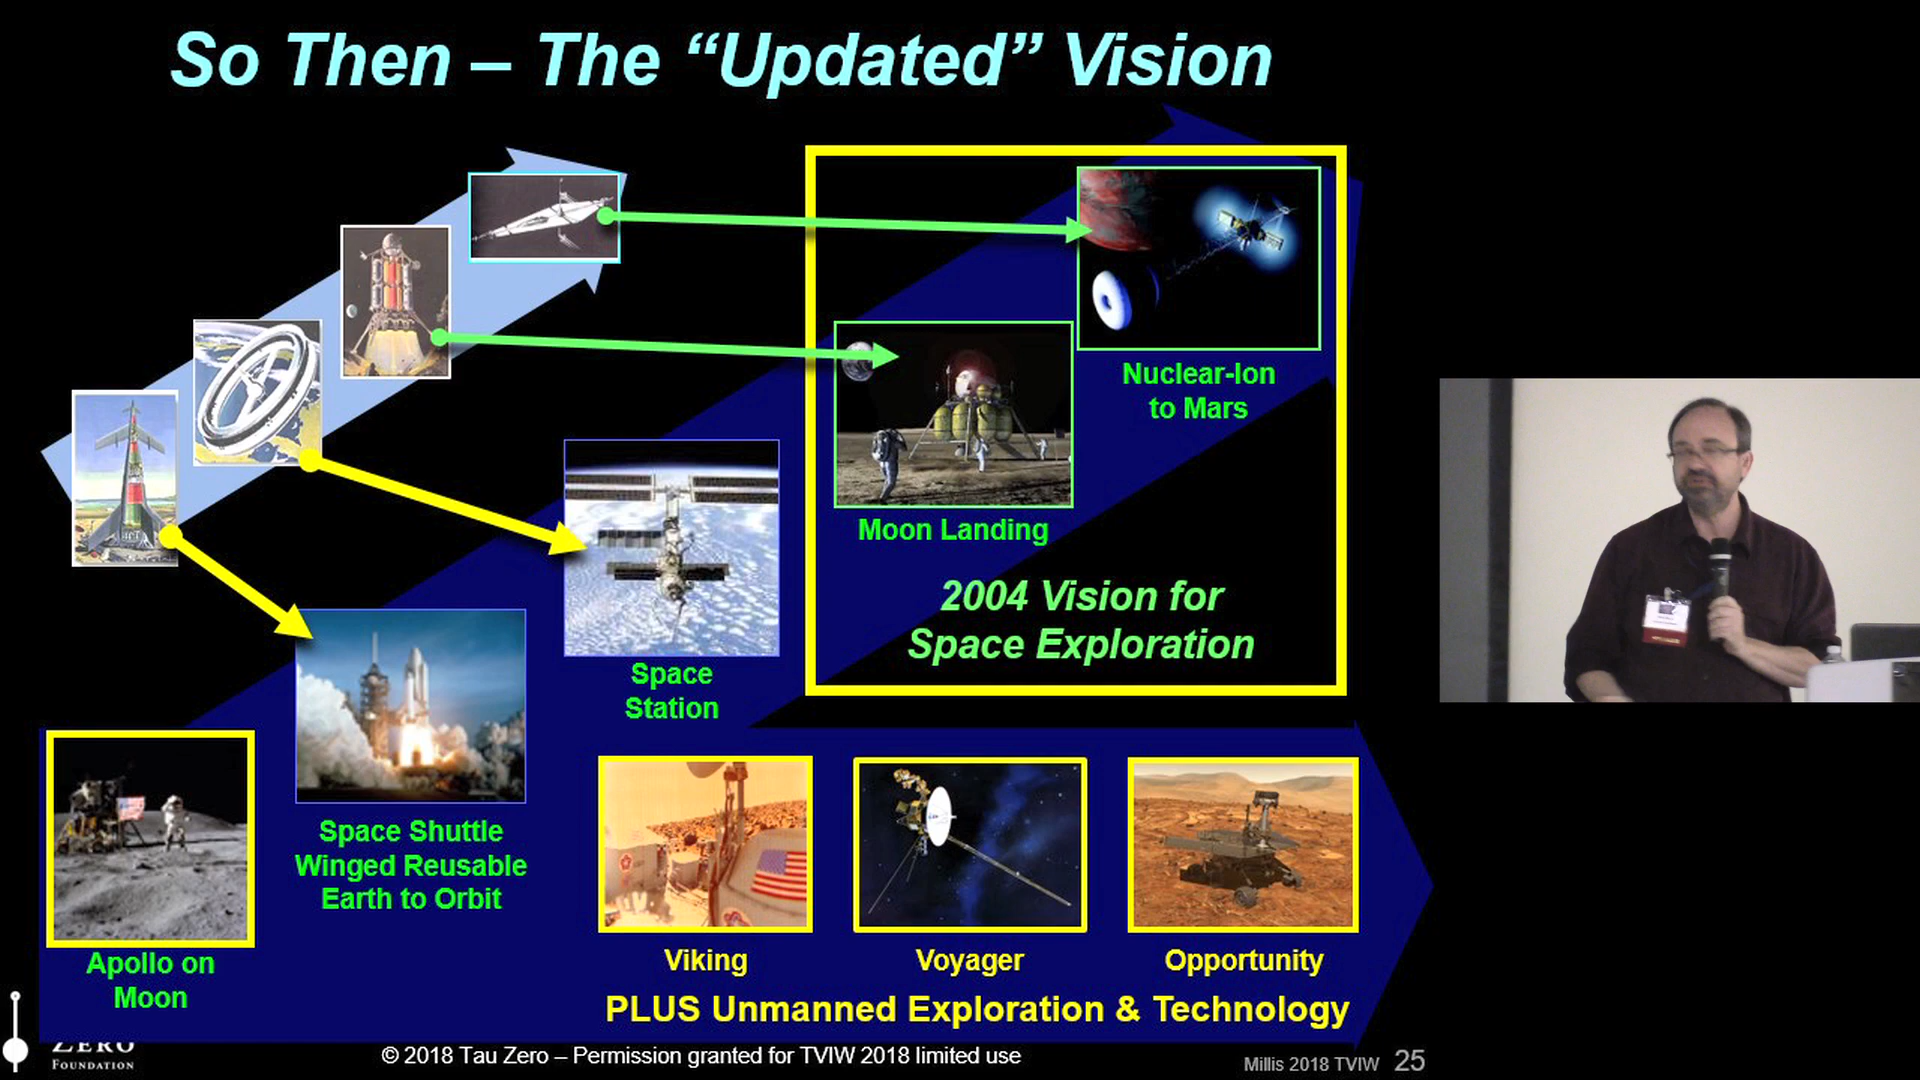 So Then – The “Updated” Vision
Nuclear-Ion
to Mars
Moon Landing
2004 Vision for
Space Exploration
Space
Station
Space Shuttle
Winged Reusable
Earth to Orbit
Apollo on
Moon
Viking
Voyager
Opportunity
PLUS Unmanned Exploration & Technology
ZERO
FOUNDATION
© 2018 Tau Zero – Permission granted for TVIW 2018 limited use
Millis 2018 TVIW 25